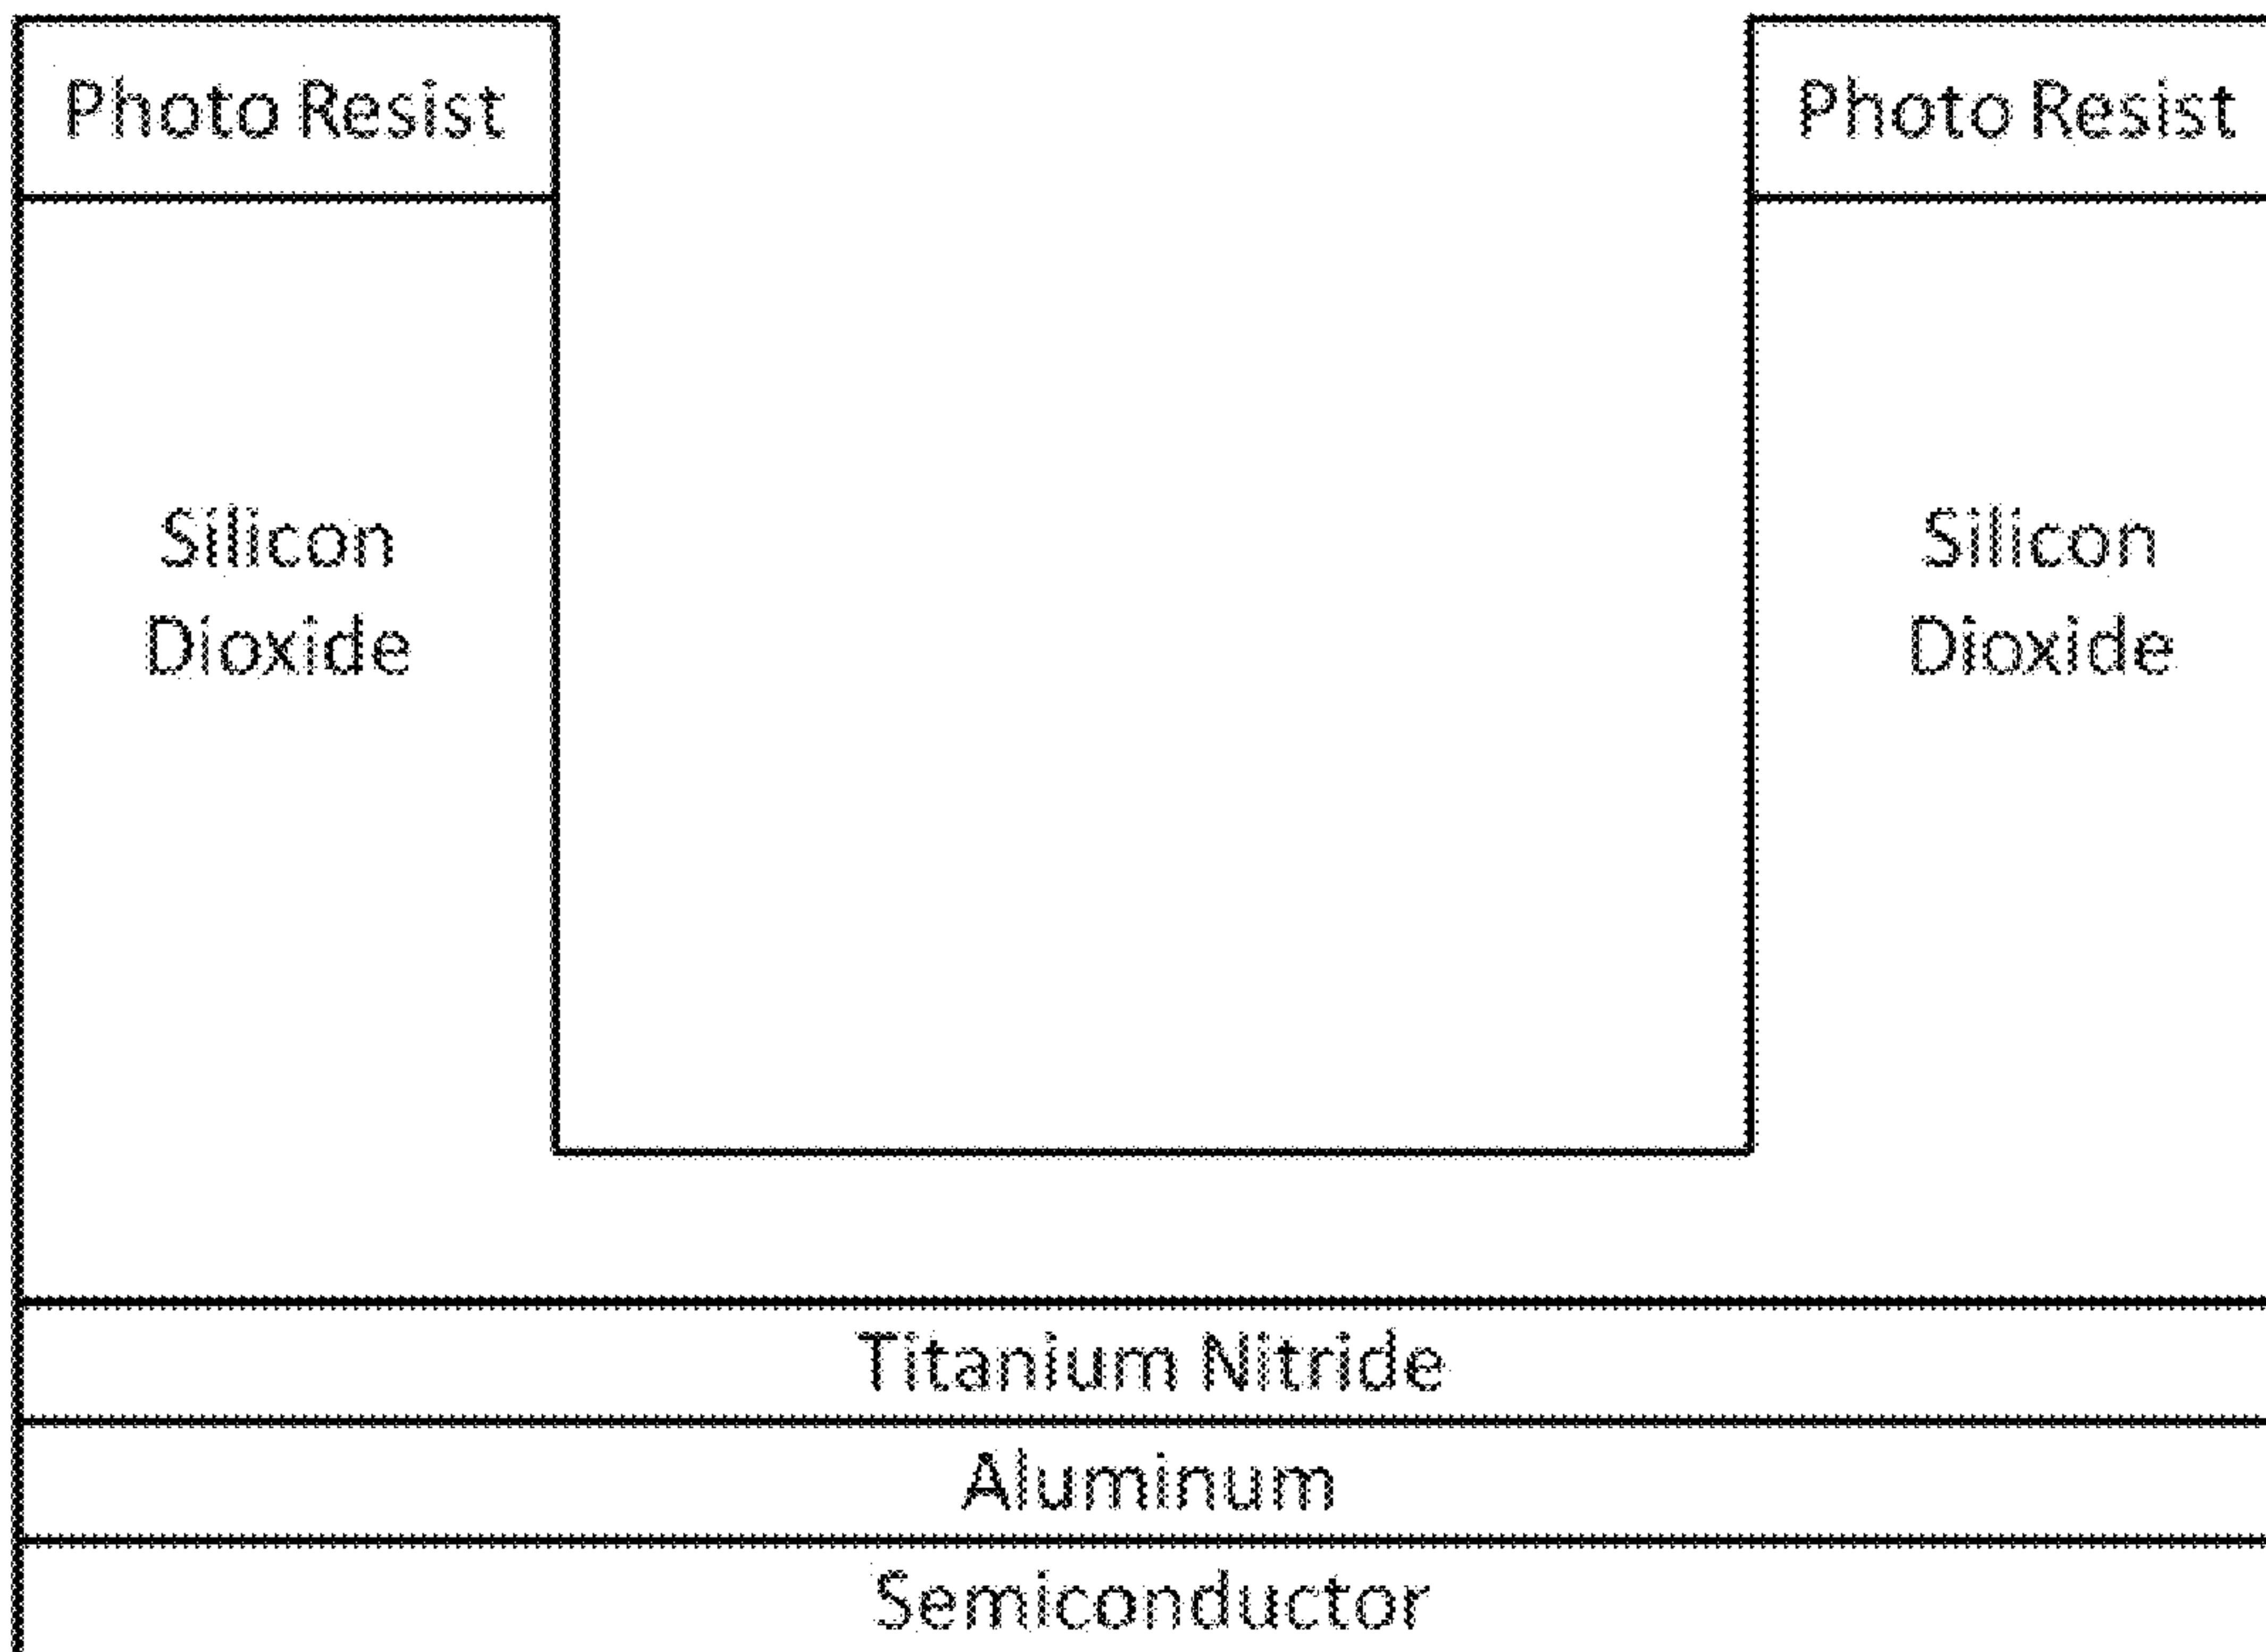 Photo Resist
Photo Resist
Silicon
Dioxide
Silicon
Dioxide
Titanium Nitride
Aluminum
Semiconductor